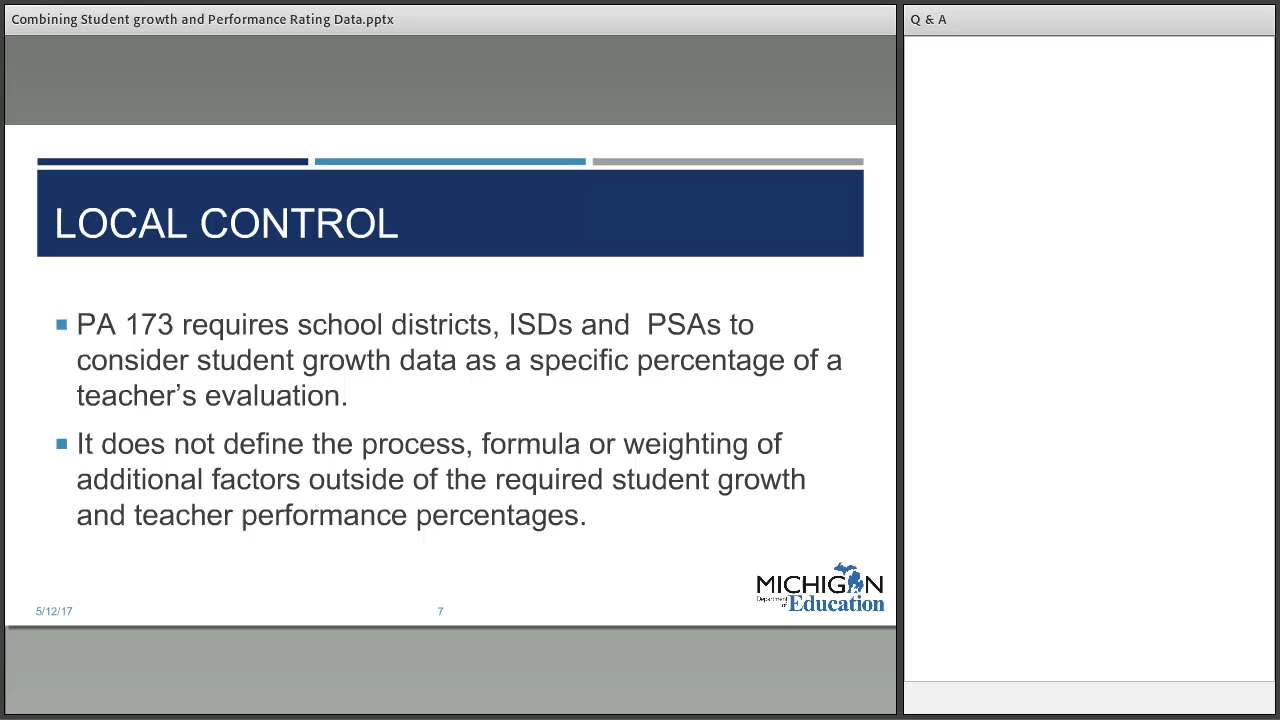 Combining Student growth and Performance Rating Data.pptx
Q & A
LOCAL CONTROL
PA 173 requires school districts, ISDs and  PSAs to
consider student growth data as a specific percentage of a
teacher’s evaluation.
It does not define the process, formula or weighting of
additional factors outside of the required student growth
and teacher performance percentages.
MICHIGAN
Department of Education
5/12/17
7